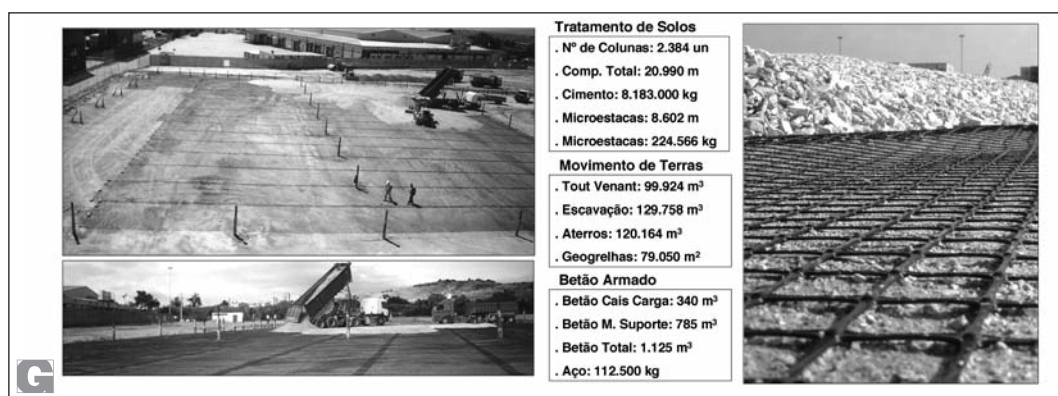 Tratamento de Solos
. Nº de Colunas: 2.384 un
. Comp. Total: 20.990 m
. Cimento: 8.183.000 kg
. Microestacas: 8.602 m
. Microestacas: 224.566 kg
Movimento de Terras
. Tout Venant: 99.924 m³
. Escavação: 129.758 m³
. Aterros: 120.164 m³
. Geogrelhas: 79.050 m²
Betão Armado
. Betão Cais Carga: 340 m³
. Betão M. Suporte: 785 m³
. Betão Total: 1.125 m³
. Aço: 112.500 kg
G